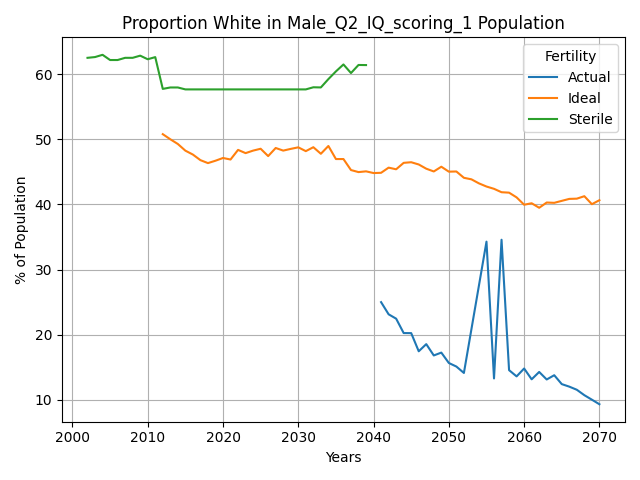 Proportion White in Male_Q2_IQ_scoring_1 Population
% of Population
60
50
40
30
20
10
Fertility
Actual
Ideal
Sterile
2000 2010 2020 2030 2040 2050 2060 2070
Years